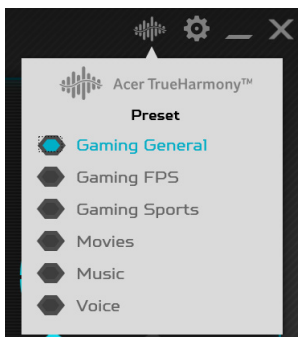 Acer TrueHarmony™
Preset
Gaming General
Gaming FPS
Gaming Sports
Movies
Music
Voice